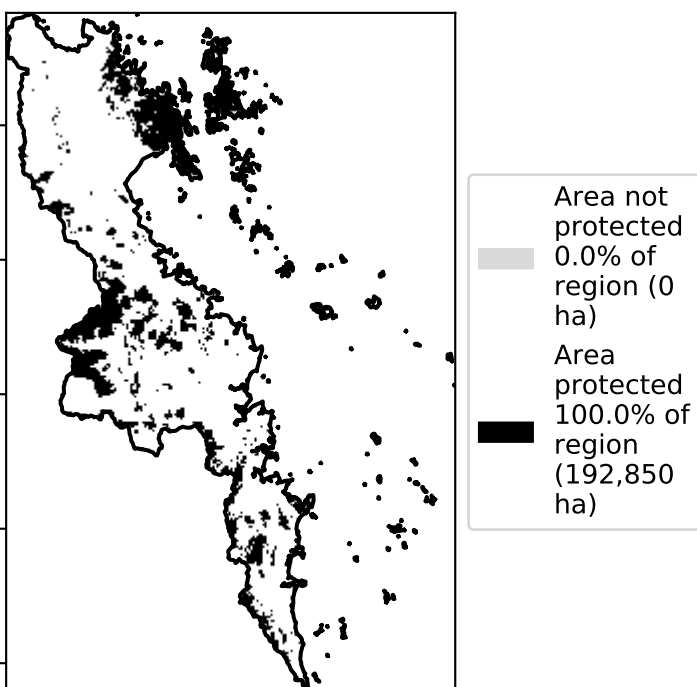 Area not
protected
0.0% of
region (0
ha)
Area
protected
100.0% of
region
(192,850
ha)